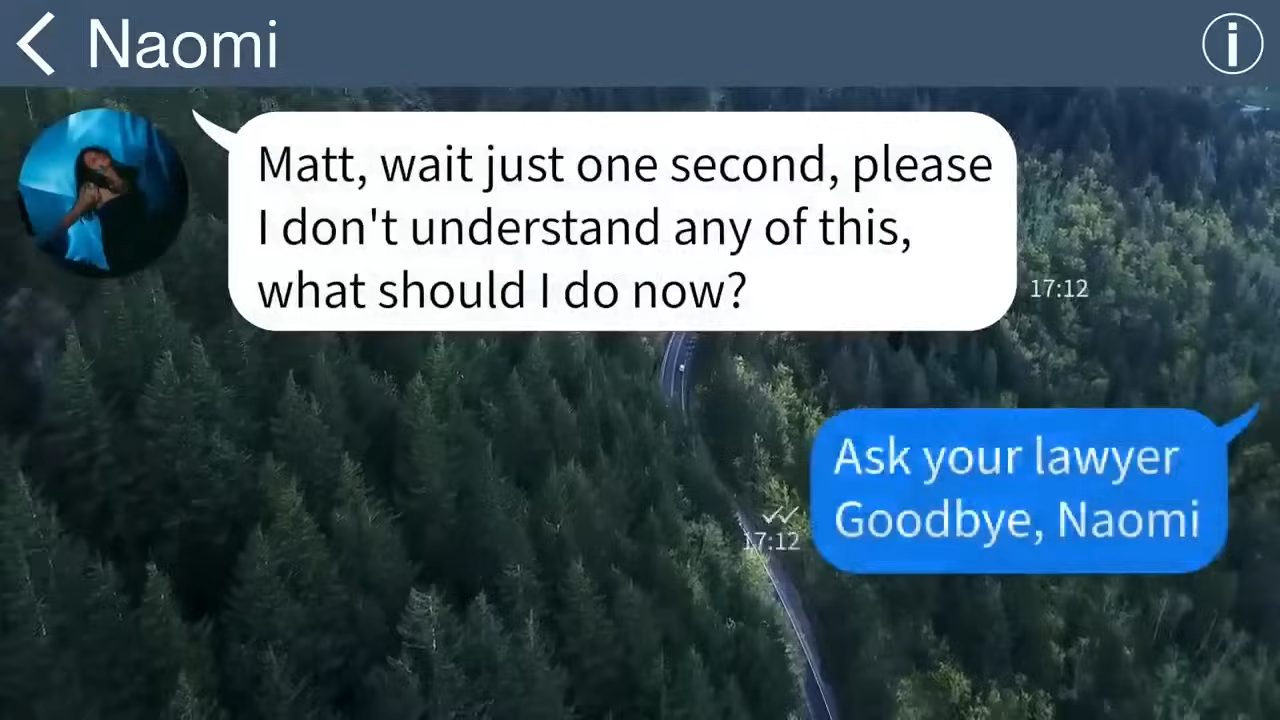 Naomi
Matt, wait just one second, please
I don't understand any of this,
what should I do now?
17:12
Ask your lawyer
Goodbye, Naomi
17:12